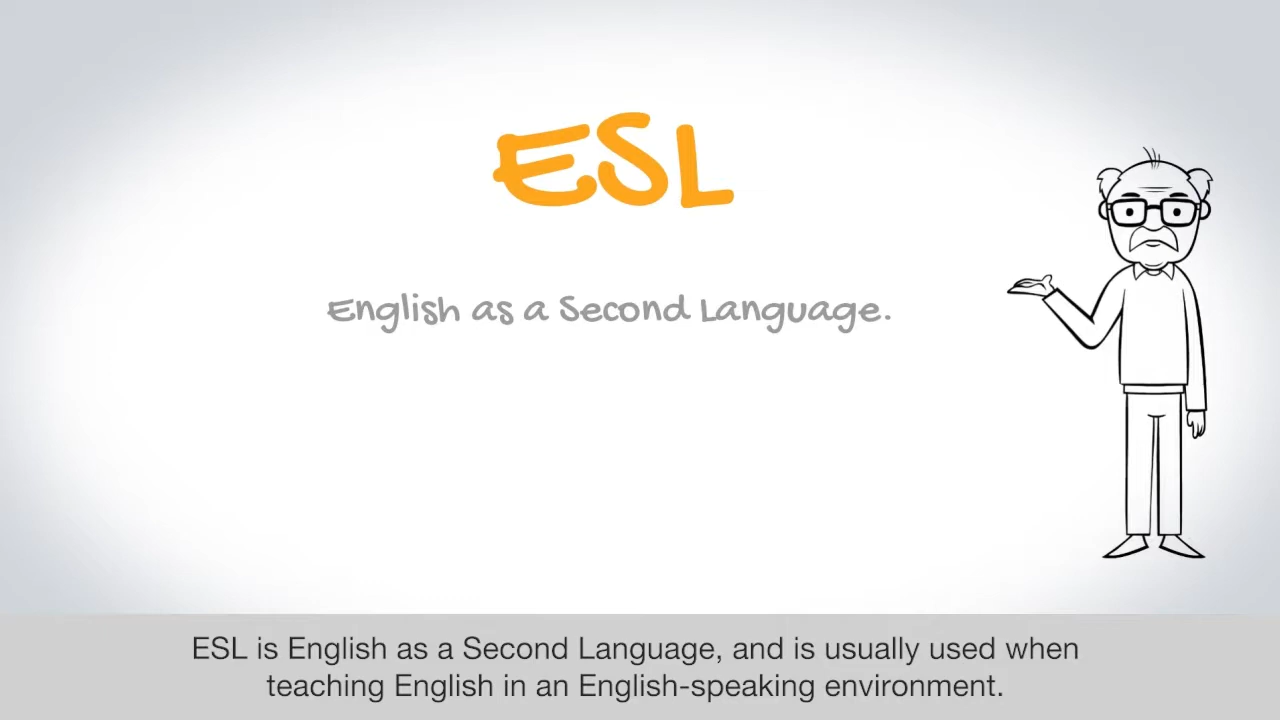 ESL
English as a Second Language.
ESL is English as a Second Language, and is usually used when
teaching English in an English-speaking environment.